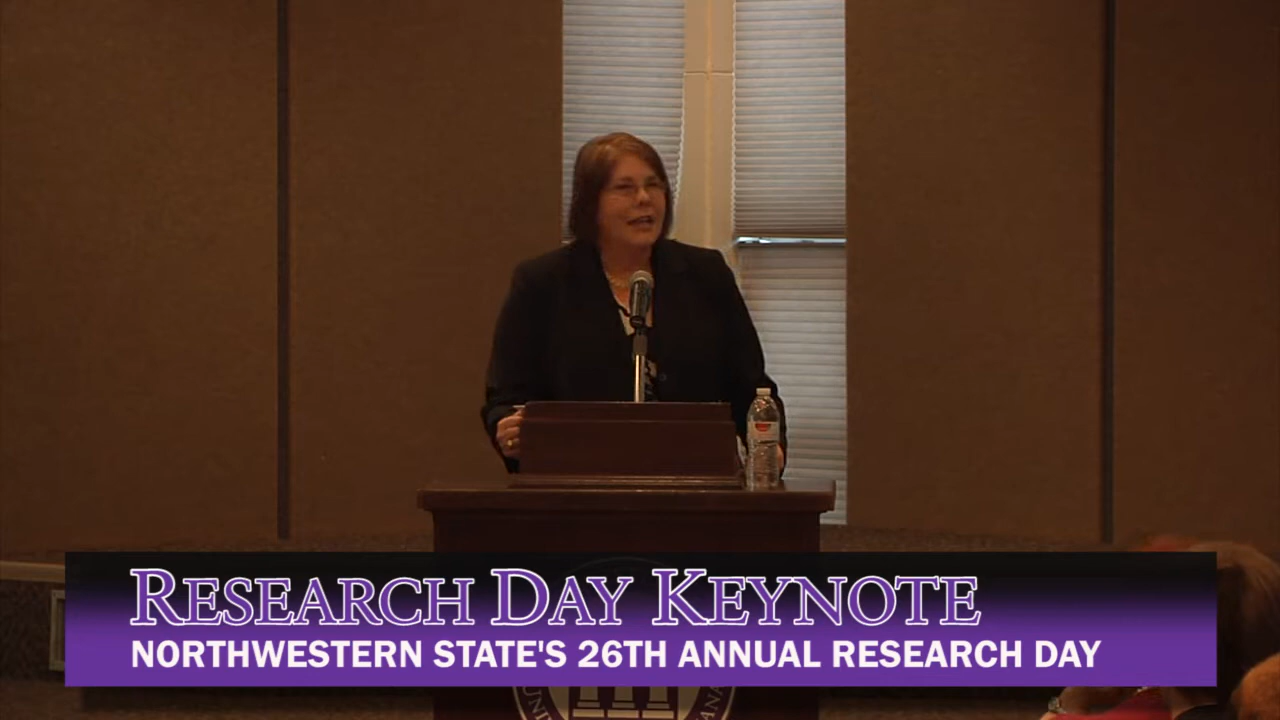 RESEARCH DAY KEYNOTE
NORTHWESTERN STATE'S 26TH ANNUAL RESEARCH DAY